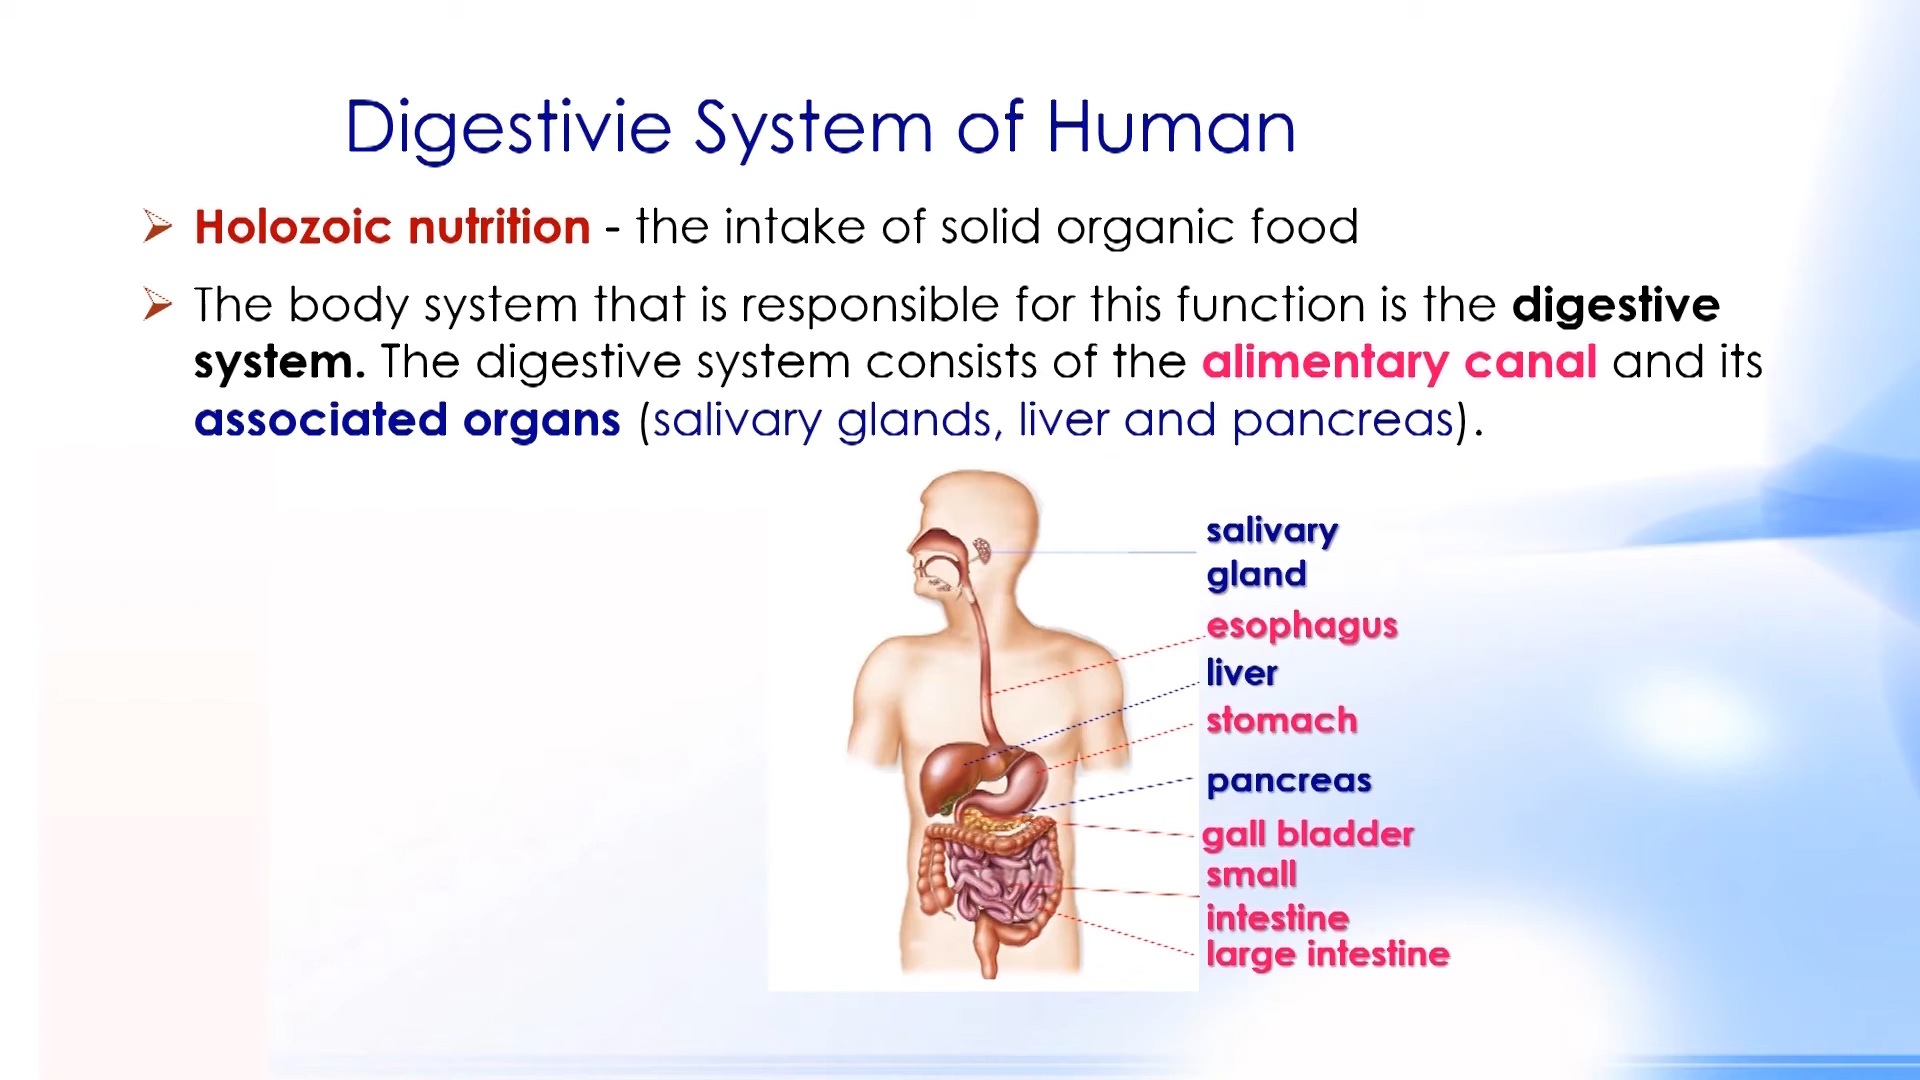 Digestivie System of Human
Holozoic nutrition - the intake of solid organic food
The body system that is responsible for this function is the digestive
system. The digestive system consists of the alimentary canal and its
associated organs (salivary glands, liver and pancreas).
salivary
gland
esophagus
liver
stomach
pancreas
gall bladder
small
intestine
large intestine